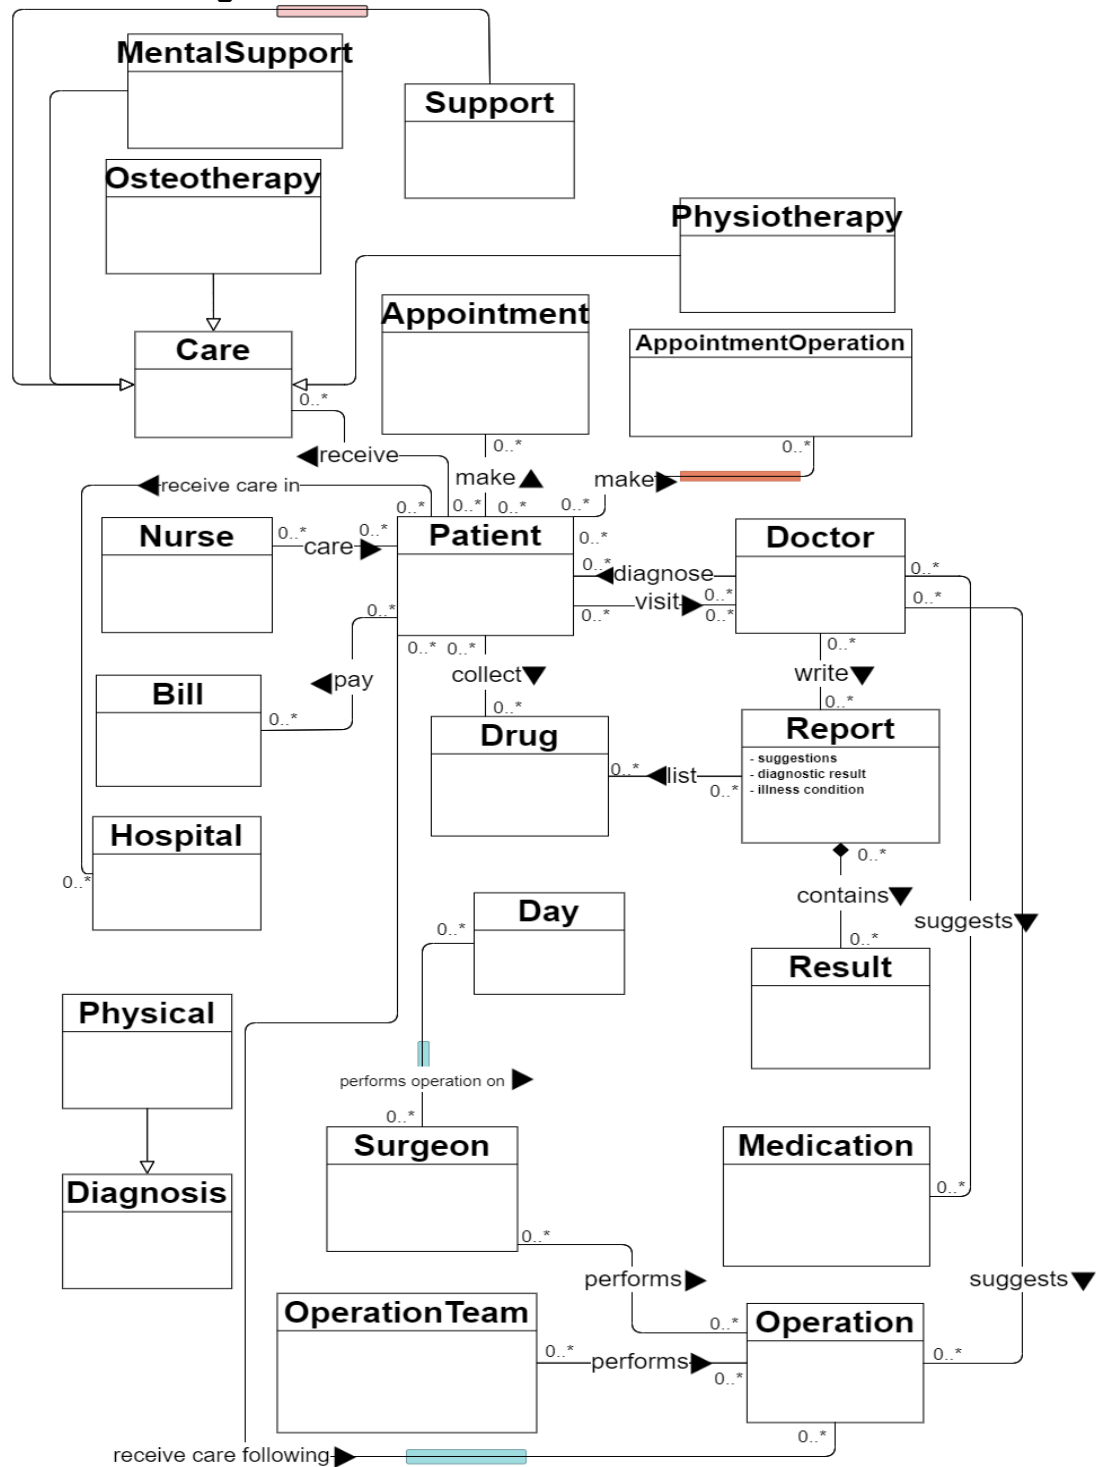 MentalSupport
Support
Osteotherapy
Physiotherapy
Appointment
AppointmentOperation
Care
0..*
0..*
0..*
receive
make
make
receive care in
0..*
0..*
0..*
0..*
Nurse
0..*
care
0..*
Patient
0..*
Doctor
0..*
diagnose
0..*
visit
0..*
0..*
0..*
0..*
0..*
0..*
0..*
0..*
0..*
collect
write
pay
Bill
0..*
0..*
0..*
Drug
Report
- suggestions
- diagnostic result
- illness condition
0..*
list
0..*
Hospital
0..*
0..*
contains
suggests
Day
0..*
0..*
Result
Physical
performs operation on
0..*
Surgeon
Medication
0..*
Diagnosis
0..*
performs
suggests
OperationTeam
0..*
Operation
0..*
performs
0..*
0..*
0..*
receive care following